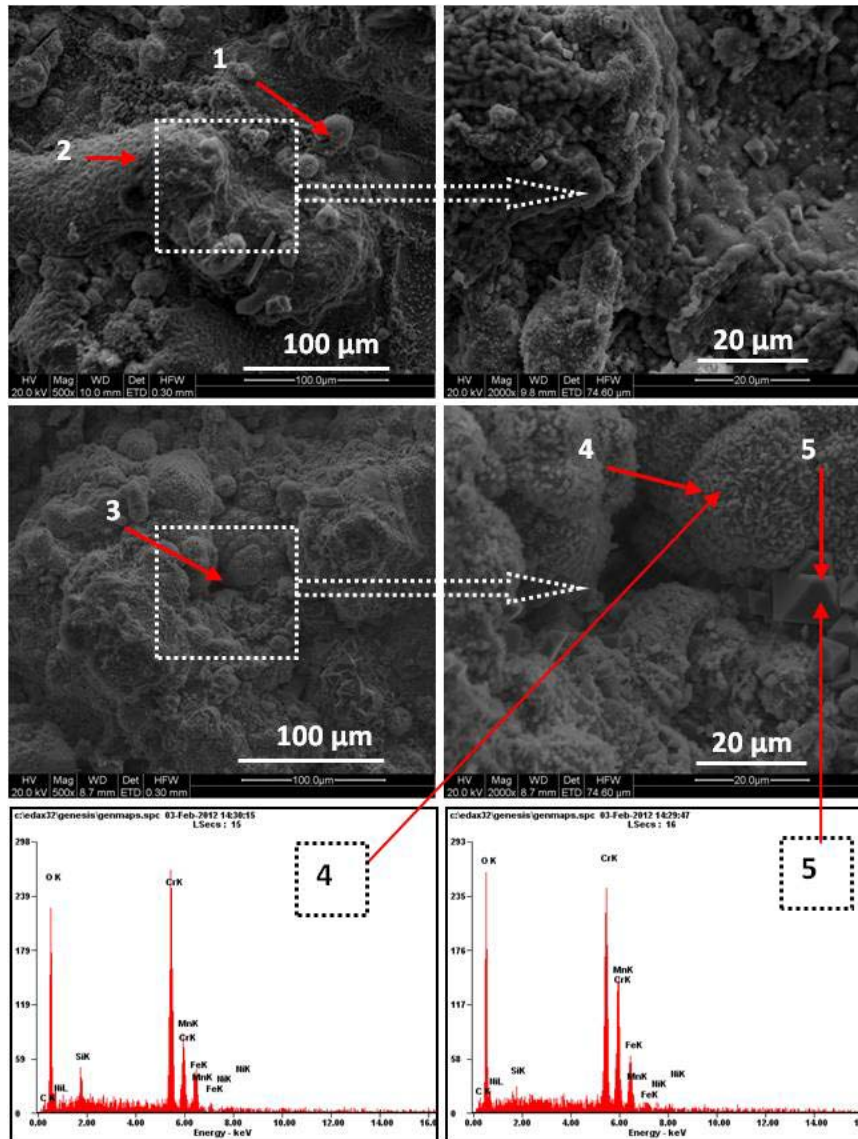 1
2
100 µm
HV Mag WD Det HFW 100.0µm
20.0 kV 500x 10.0 mm ETD 0.30 mm
20 µm
HV Mag WD Det HFW 20.0µm
20.0 kV 2000x 9.8 mm ETD 74.60 µm
3
100 µm
HV Mag WD Det HFW 100.0µm
20.0 kV 500x 8.7 mm ETD 0.30 mm
4 5
20 µm
HV Mag WD Det HFW 20.0µm
20.0 kV 2000x 8.7 mm ETD 74.60 µm
c:\edax32\genesis\genmaps.spc 03-Feb-2012 14:30:15
LSecs : 15
298
4
O K
CrK
239
179
119
MnK
CrK
59
SiK
FeK
MnK
NiK
NiK
FeK
NiL
C K
0.00 2.00 4.00 6.00 8.00 10.00 12.00 14.00 16.0
Energy - keV
c:\edax32\genesis\genmaps.spc 03-Feb-2012 14:29:47
LSecs : 16
293
5
O K
CrK
235
176
MnK
CrK
117
FeK
58
SiK
MnK
NiK
NiK
FeK
NiL
C K
0.00 2.00 4.00 6.00 8.00 10.00 12.00 14.00
Energy - keV